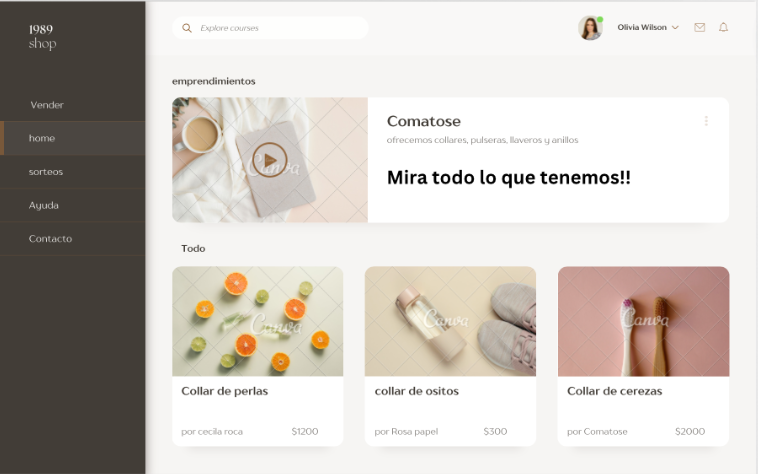 1989
shop
Explore courses
Olivia Wilson
Vender
home
sorteos
Ayuda
Contacto
emprendimientos
Canva
Comatose
ofrecemos collares, pulseras, llaveros y anillos
Mira todo lo que tenemos!!
Todo
Canva
Collar de perlas
por cecila roca
$1200
Canva
collar de ositos
por Rosa papel
$300
Canva
Collar de cerezas
por Comatose
$2000